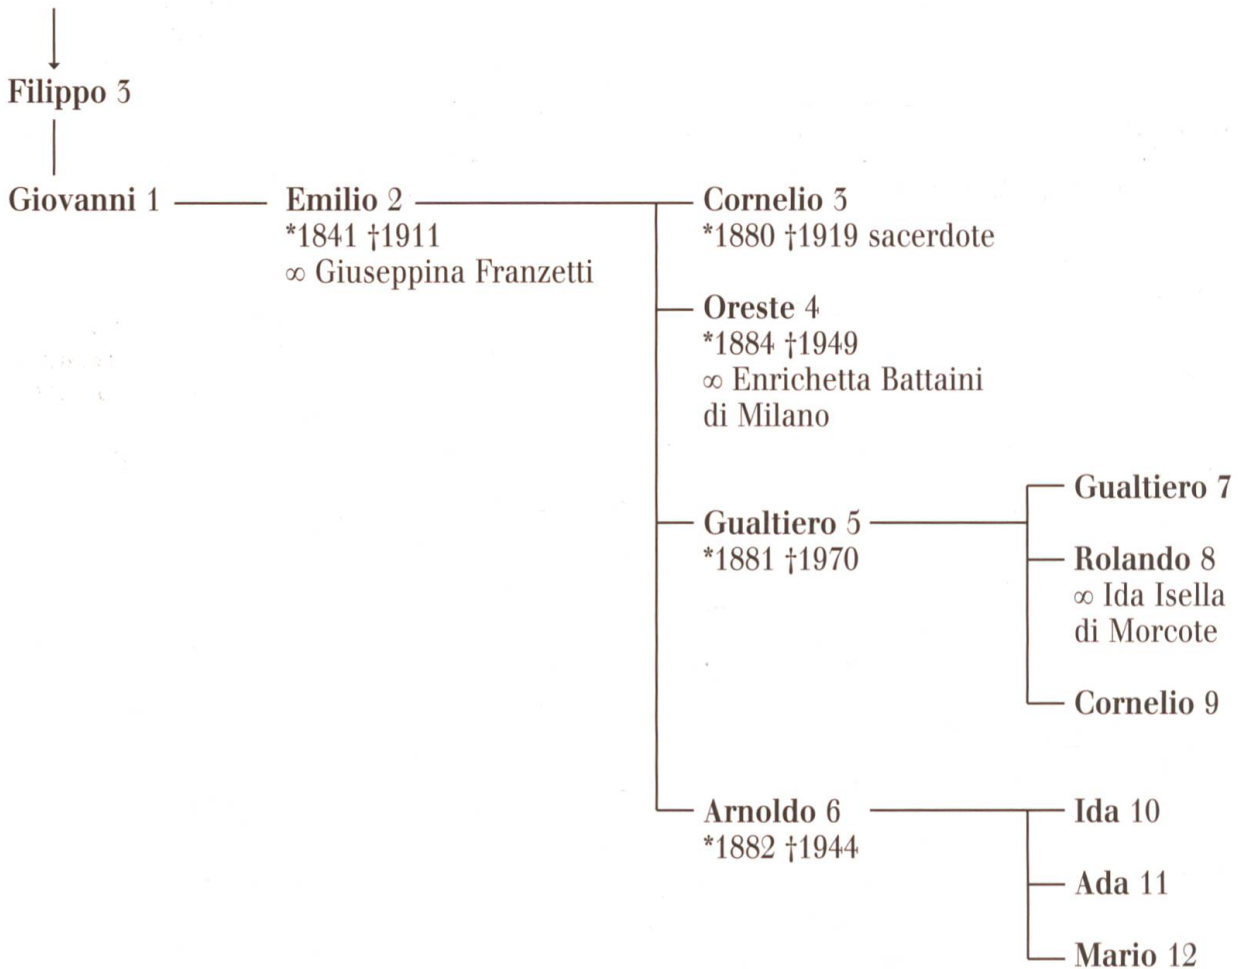 Filippo 3
Giovanni 1
Emilio 2
*1841 †1911
∞ Giuseppina Franzetti
Cornelio 3
*1880 †1919 sacerdote
Oreste 4
*1884 †1949
∞ Enrichetta Battaini
di Milano
Gualtiero 5
*1881 †1970
Gualtiero 7
Rolando 8
∞ Ida Isella
di Morcote
Cornelio 9
Arnoldo 6
*1882 †1944
Ida 10
Ada 11
Mario 12